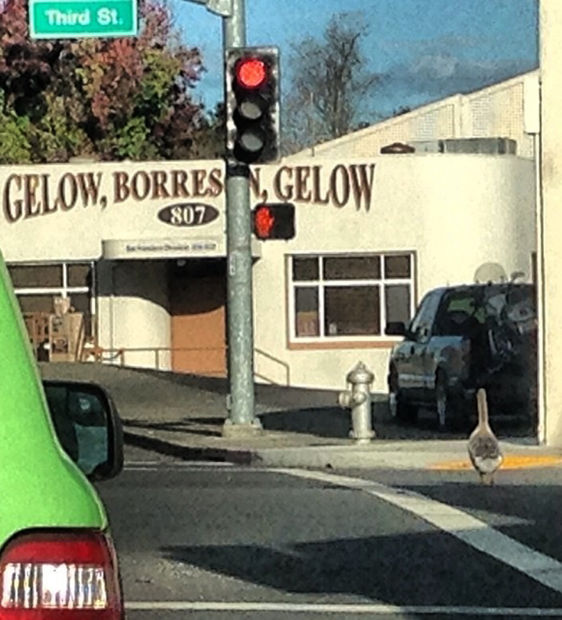 Third St.
GELOW, BORRES N, GELOW
807